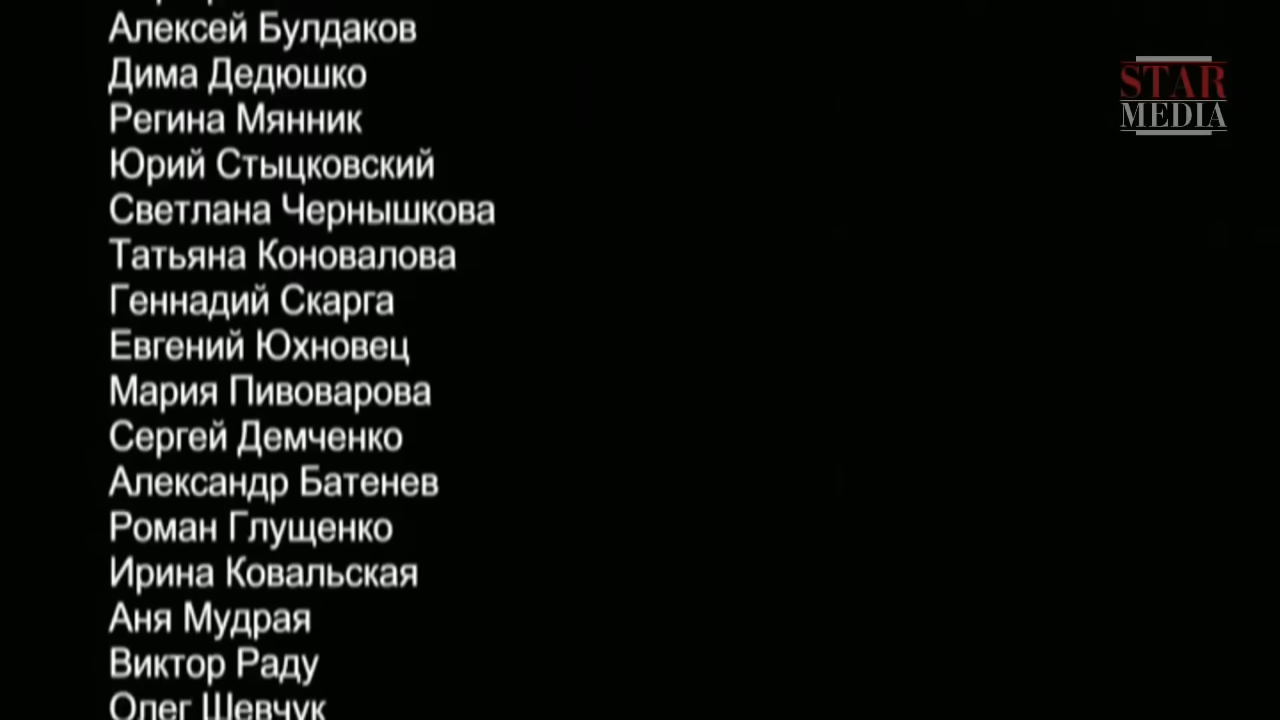 Алексей Булдаков
Дима Дедюшко
Регина Мянник
Юрий Стыцковский
Светлана Чернышкова
Татьяна Коновалова
Геннадий Скарга
Евгений Юхновец
Мария Пивоварова
Сергей Демченко
Александр Батенев
Роман Глущенко
Ирина Ковальская
Аня Мудрая
Виктор Раду
Олег Шевчук
STAR
MEDIA